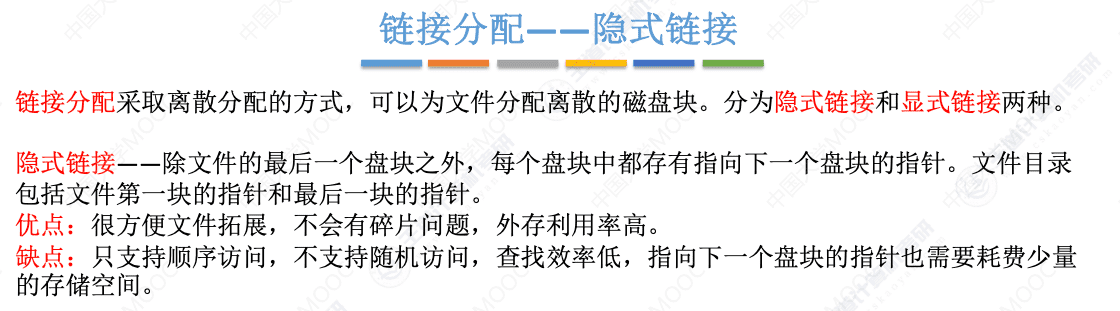 链接分配——隐式链接
链接分配采取离散分配的方式，可以为文件分配离散的磁盘块。分为隐式链接和显式链接两种。
隐式链接——除文件的最后一个盘块之外，每个盘块中都存有指向下一个盘块的指针。文件目录
包括文件第一块的指针和最后一块的指针。
优点：很方便文件拓展，不会有碎片问题，外存利用率高。
缺点：只支持顺序访问，不支持随机访问，查找效率低，指向下一个盘块的指针也需要耗费少量
的存储空间。